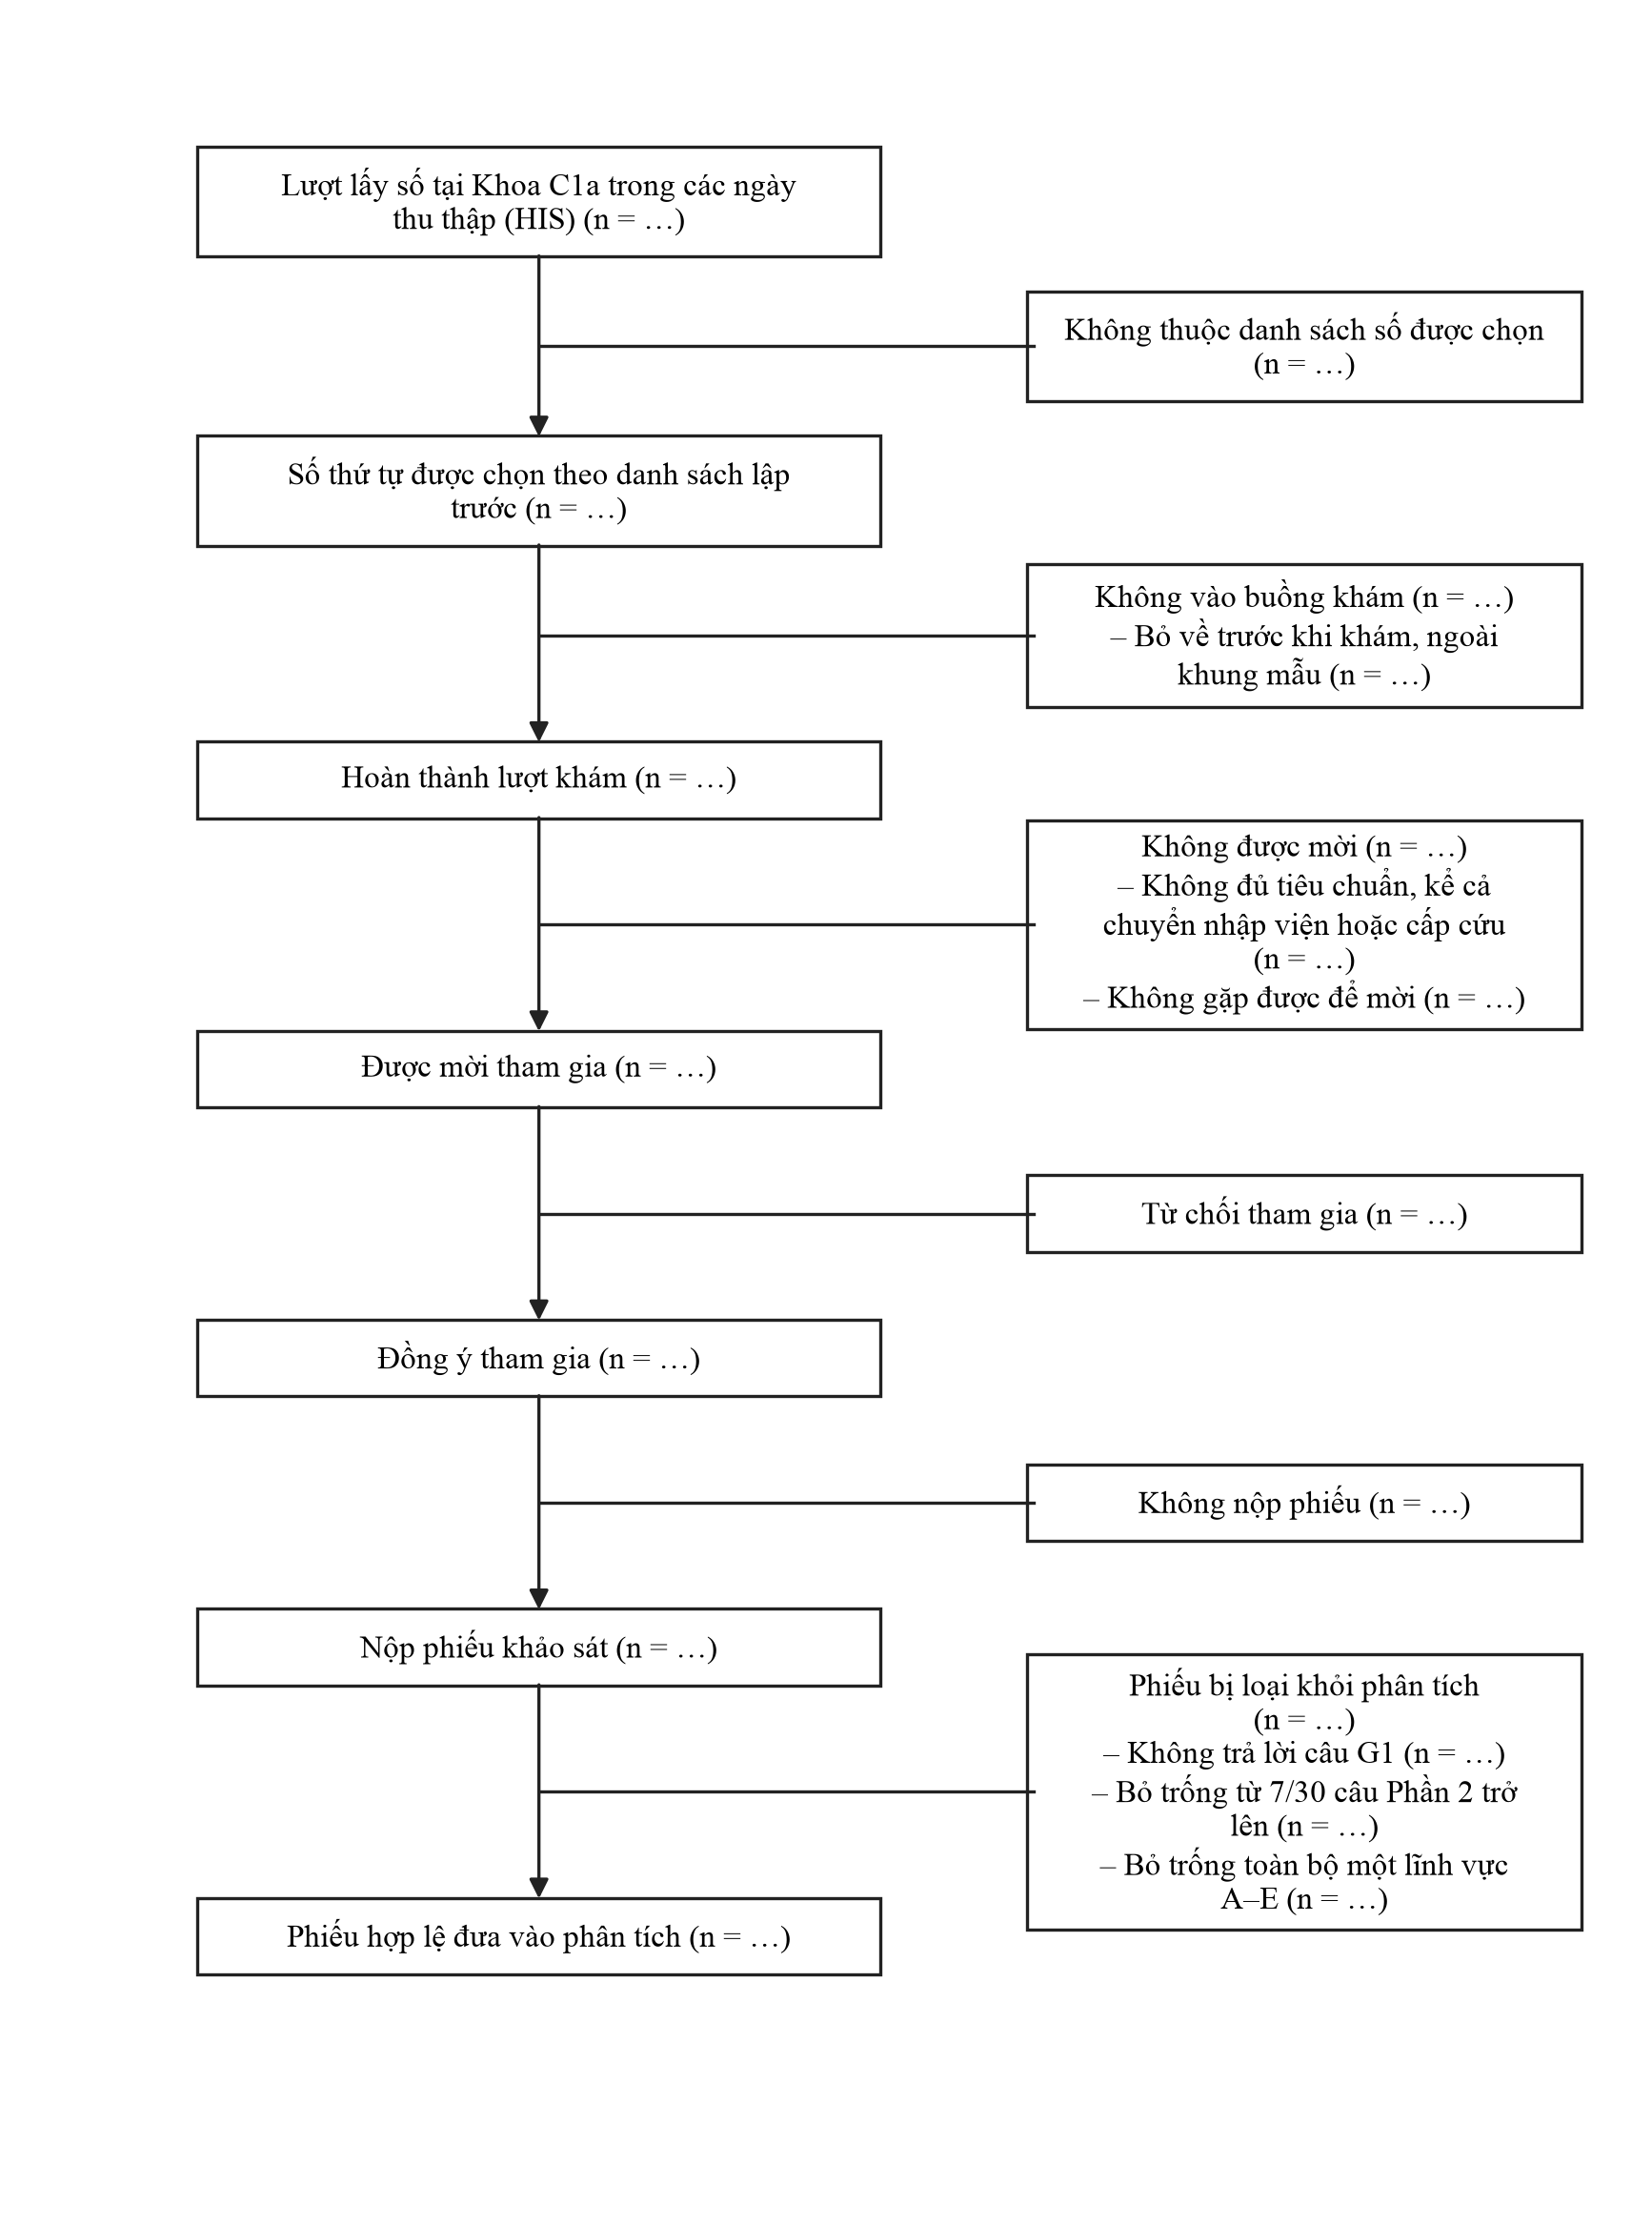 Lượt lấy số tại Khoa C1a trong các ngày
thu thập (HIS) (n = …)
Không thuộc danh sách số được chọn
(n = …)
Số thứ tự được chọn theo danh sách lập
trước (n = …)
Không vào buồng khám (n = …)
– Bỏ về trước khi khám, ngoài
khung mẫu (n = …)
Hoàn thành lượt khám (n = …)
Không được mời (n = …)
– Không đủ tiêu chuẩn, kể cả
chuyển nhập viện hoặc cấp cứu
(n = …)
– Không gặp được để mời (n = …)
Được mời tham gia (n = …)
Từ chối tham gia (n = …)
Đồng ý tham gia (n = …)
Không nộp phiếu (n = …)
Nộp phiếu khảo sát (n = …)
Phiếu bị loại khỏi phân tích
(n = …)
– Không trả lời câu G1 (n = …)
– Bỏ trống từ 7/30 câu Phần 2 trở
lên (n = …)
– Bỏ trống toàn bộ một lĩnh vực
A–E (n = …)
Phiếu hợp lệ đưa vào phân tích (n = …)